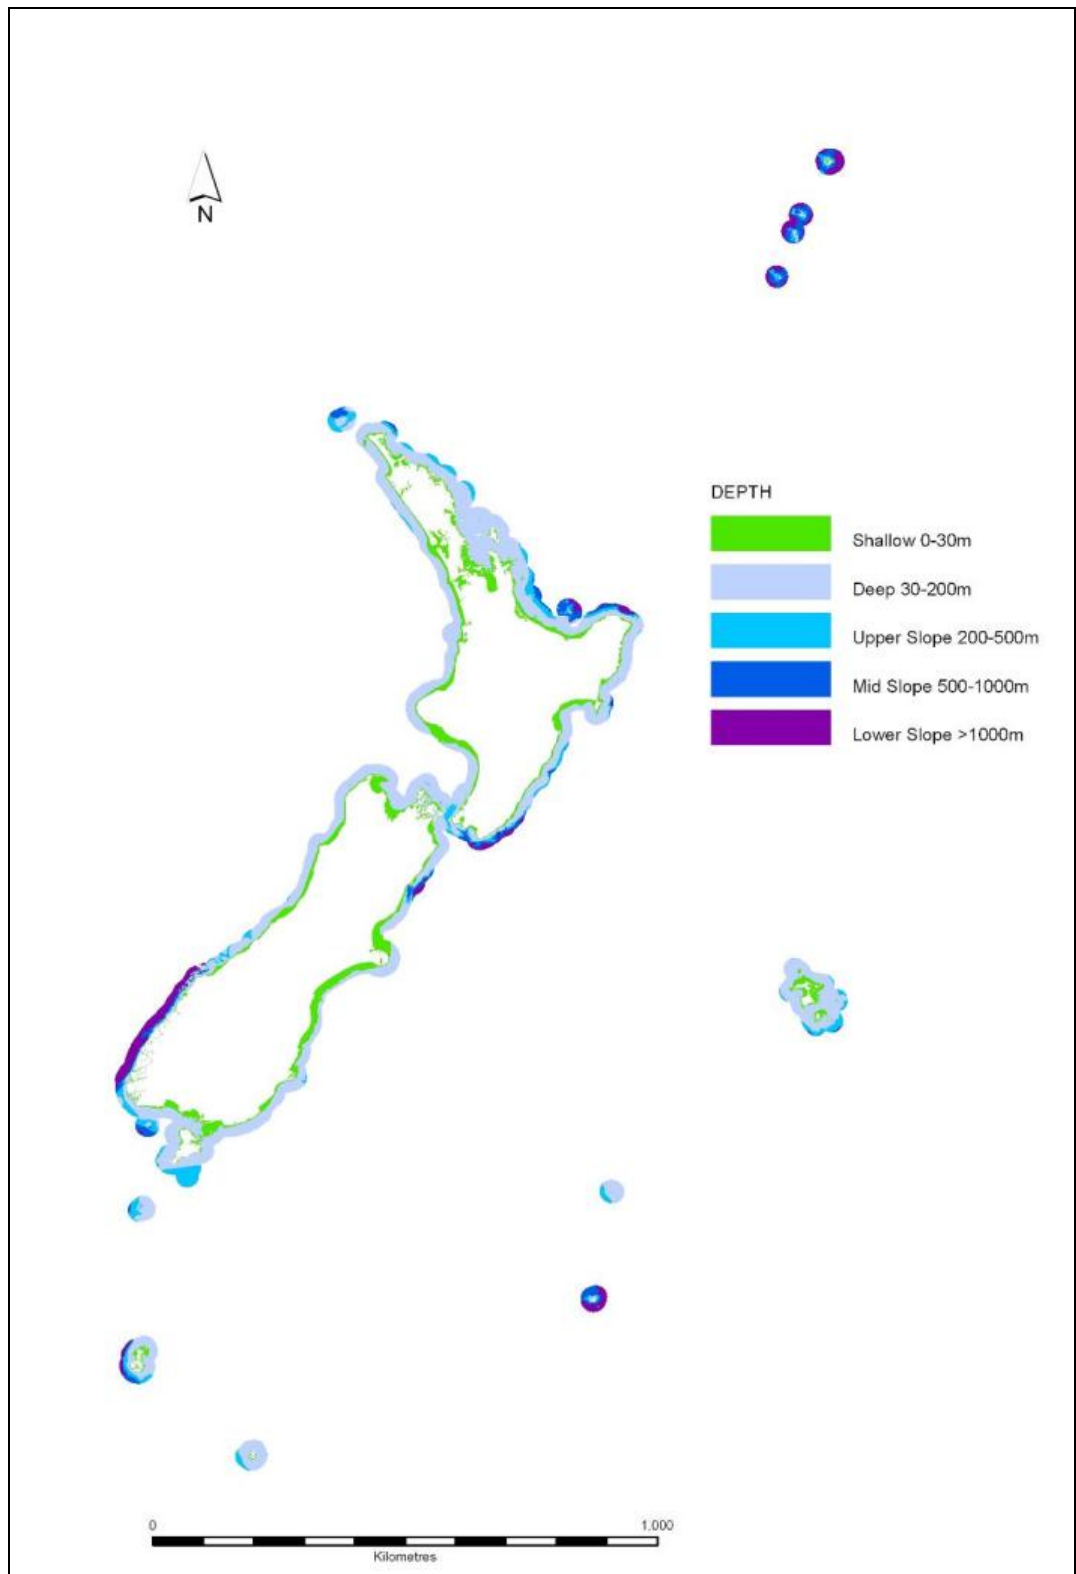 N
DEPTH
Shallow 0-30m
Deep 30-200m
Upper Slope 200-500m
Mid Slope 500-1000m
Lower Slope >1000m
0 1,000
Kilometres